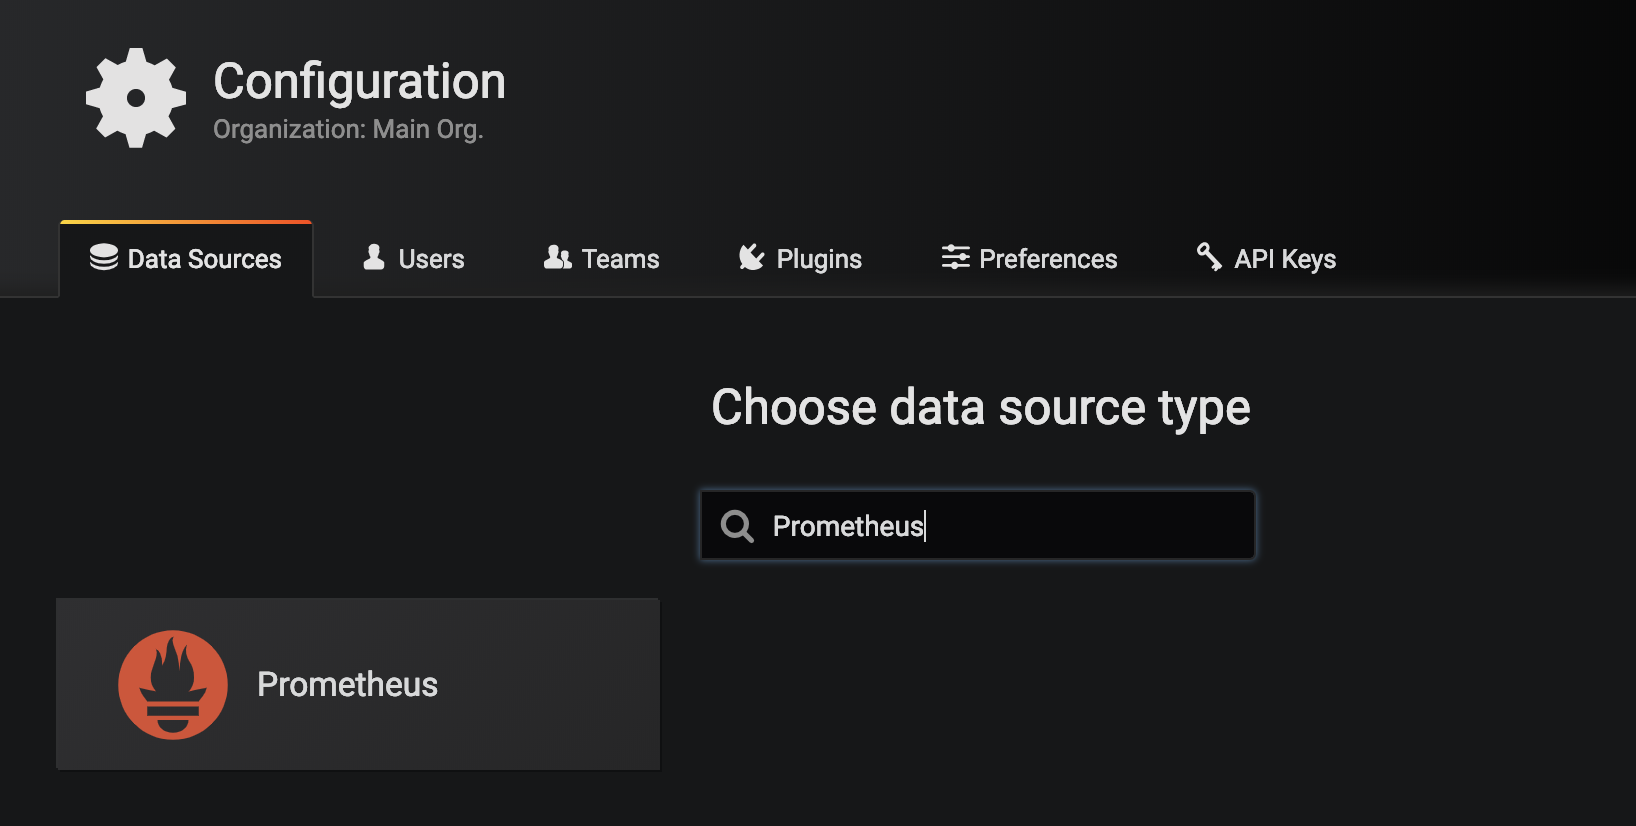 Configuration
Organization: Main Org.
Data Sources Users Teams Plugins Preferences API Keys
Choose data source type
Prometheus
Prometheus